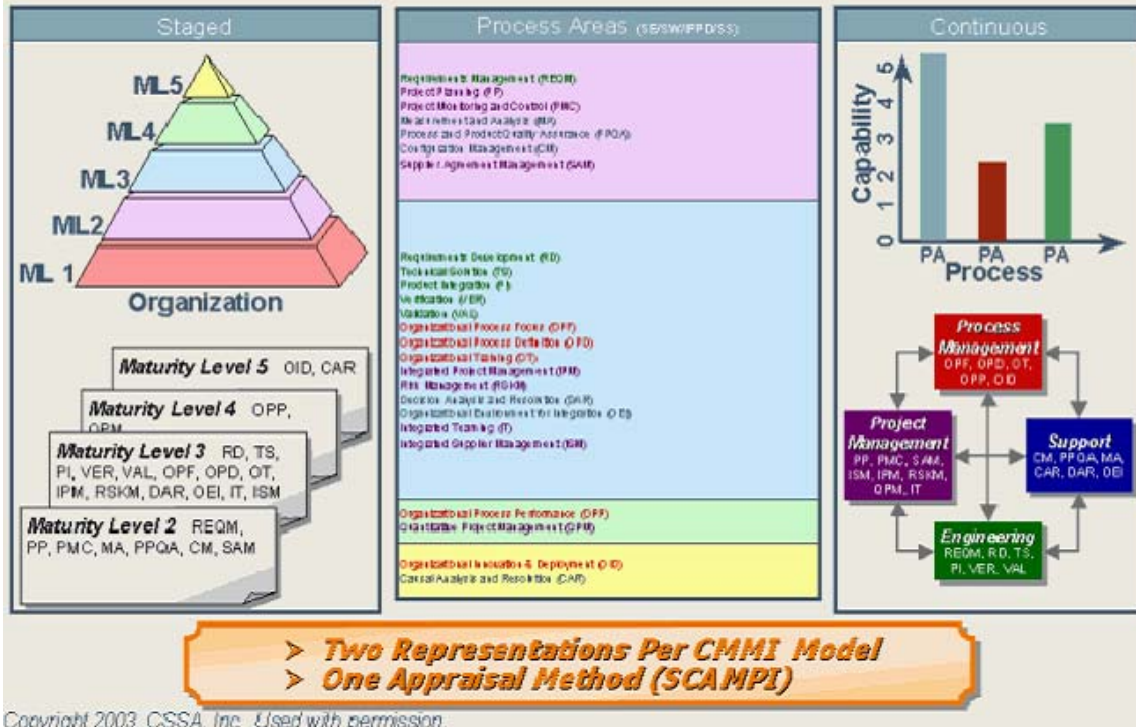 Staged
ML5
ML4
ML3
ML2
ML 1
Organization
Maturity Level 5 OID, CAR
Maturity Level 4 OPP,
QPM
Maturity Level 3 RD, TS,
PI, VER, VAL, OPF, OPD, OT,
IPM, RSKM, DAR, OEI, IT, ISM
Maturity Level 2 REQM,
PP, PMC, MA, PPQA, CM, SAM
Process Areas (SE/SW/IPPD/SS)
Requirements Management (REQM)
Project Planning (PP)
Project Monitoring and Control (PMC)
Measurement and Analysis (MA)
Process and Product Quality Assurance (PPQA)
Configuration Management (CM)
Supplier Agreement Management (SAM)
Requirements Development (RD)
Technical Solution (TS)
Product Integration (PI)
Verification (VER)
Validation (VAL)
Organizational Process Focus (OPF)
Organizational Process Definition (OPD)
Organizational Training (OT)
Integrated Project Management (IPM)
Risk Management (RSKM)
Decision Analysis and Resolution (DAR)
Organizational Environment for Integration (OEI)
Integrated Teaming (IT)
Integrated Supplier Management (ISM)
Organizational Process Performance (OPP)
Quantitative Project Management (QPM)
Organizational Innovation & Deployment (OID)
Causal Analysis and Resolution (CAR)
Continuous
Capability
5
4
3
2
1
0
PA PA PA
Process
Process
Management
OPF, OPD, OT,
OPP, OID
Project
Management
PP, PMC, SAM,
ISM, IPM, RSKM,
QPM, IT
Support
CM, PPQA, MA,
CAR, DAR, OEI
Engineering
REQM, RD, TS,
PI, VER, VAL
> Two Representations Per CMMI Model
> One Appraisal Method (SCAMPI)
Copyright 2003, CSSA, Inc. Used with permission.